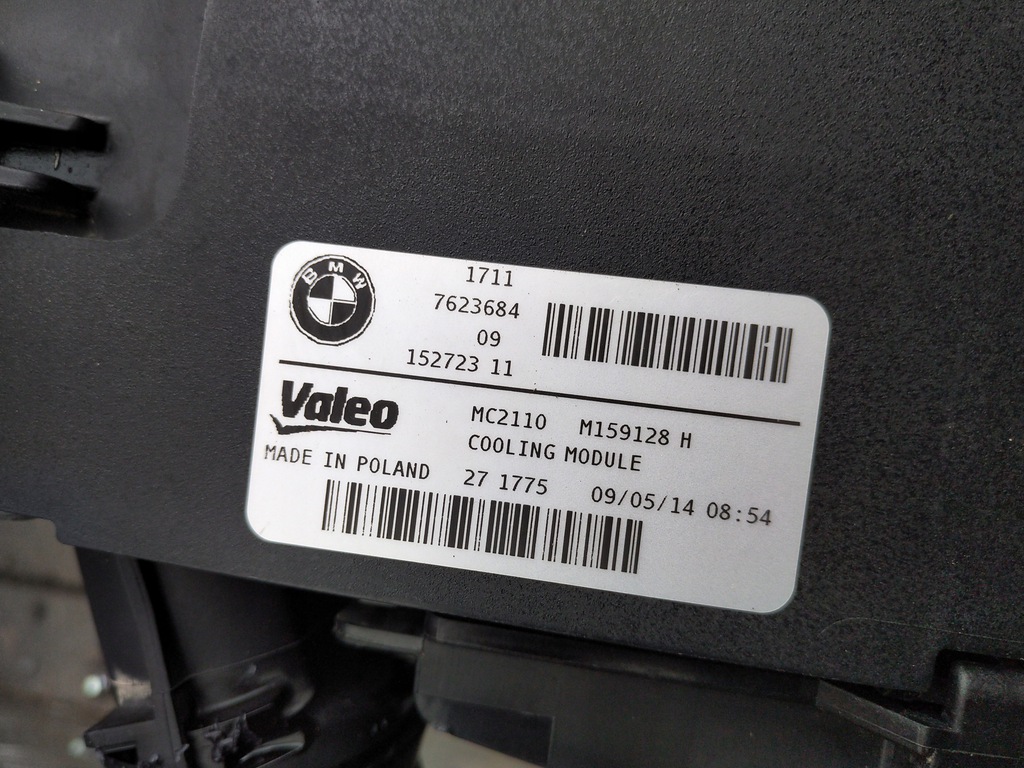 BMW
1711
7623684
09
152723 11
Valeo
MC2110 M159128 H
COOLING MODULE
MADE IN POLAND 27 1775 09/05/14 08:54